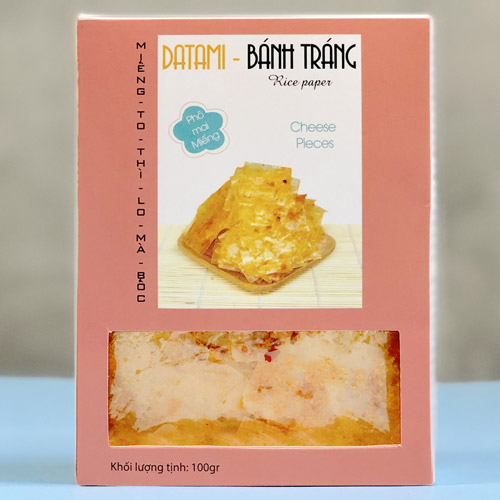 DATAMI - BÁNH TRÁNG
Rice paper
MIẾNG - TO - THÌ - LO - MÀ - BỐC
Phô
mai
Miếng
Cheese
Pieces
Khối lượng tịnh: 100gr